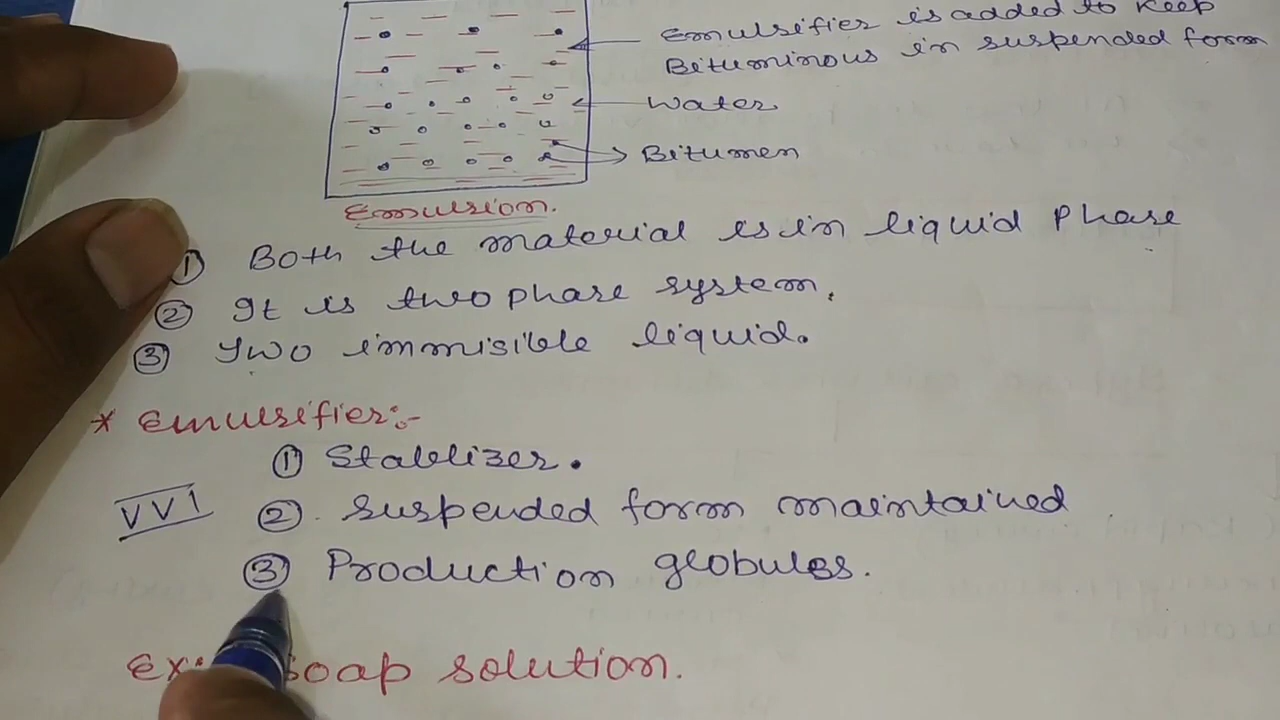 Emulsifier is added to keep
Bituminous in suspended form
Water
Bitumen
Emulsion.
① Both the material is in liquid Phase
② It is two phase system.
③ Two immisible liquid.
* Emulsifier:-
① Stablizer.
VVI ② Suspended form maintained
③ Production globules.
Ex: Soap solution.